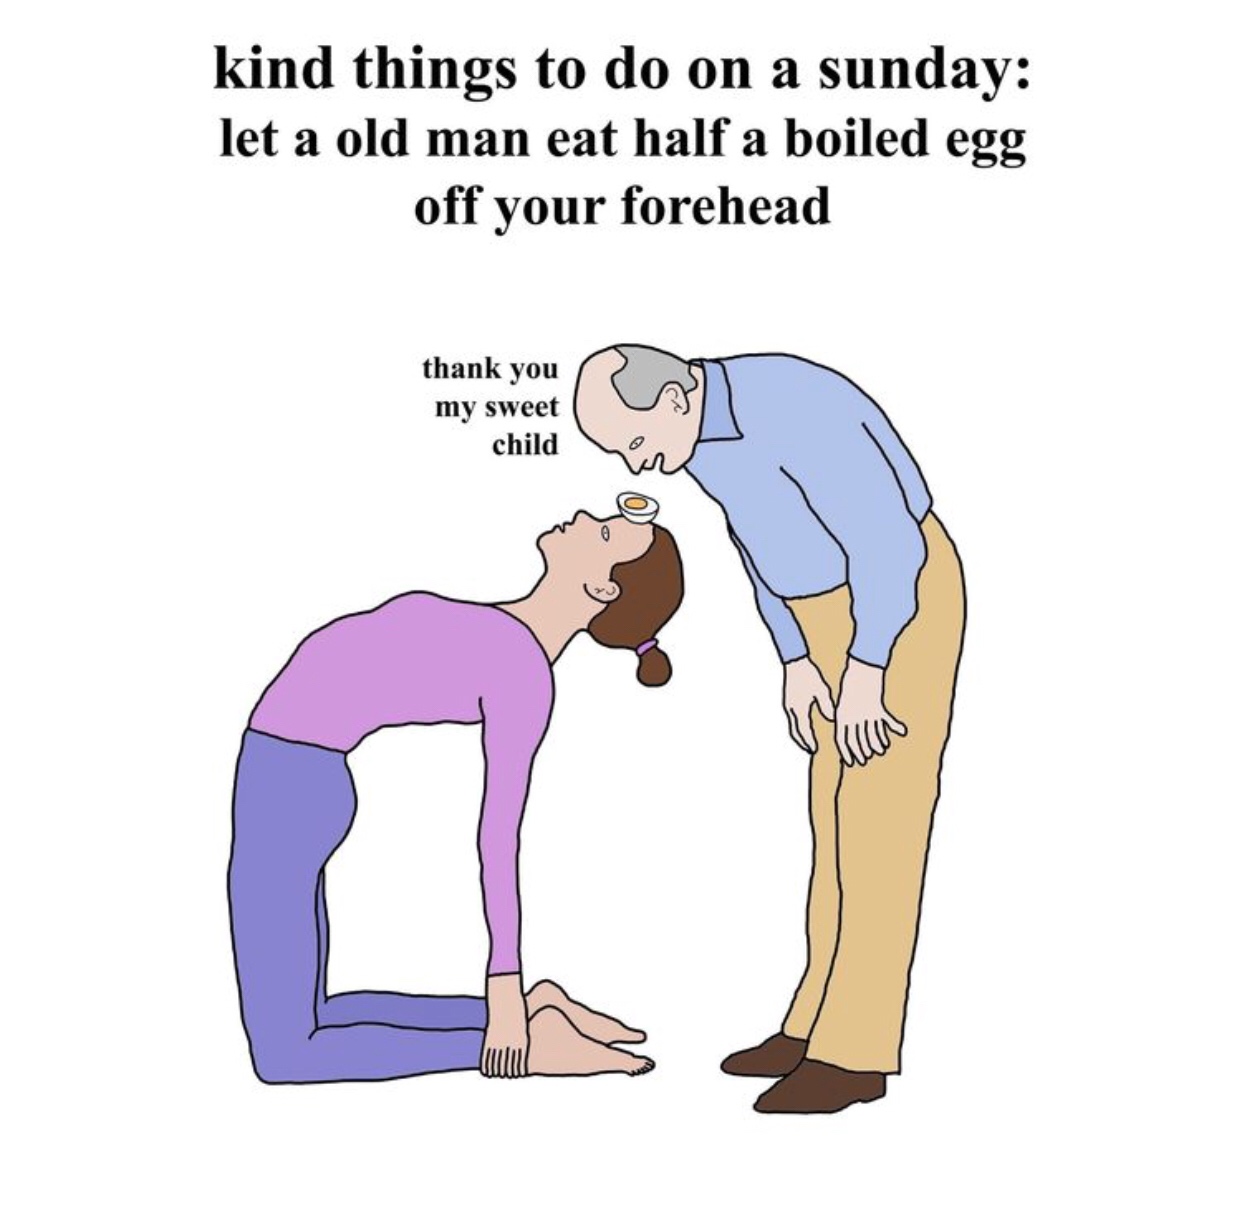 kind things to do on a sunday:
let a old man eat half a boiled egg
off your forehead
thank you
my sweet
child